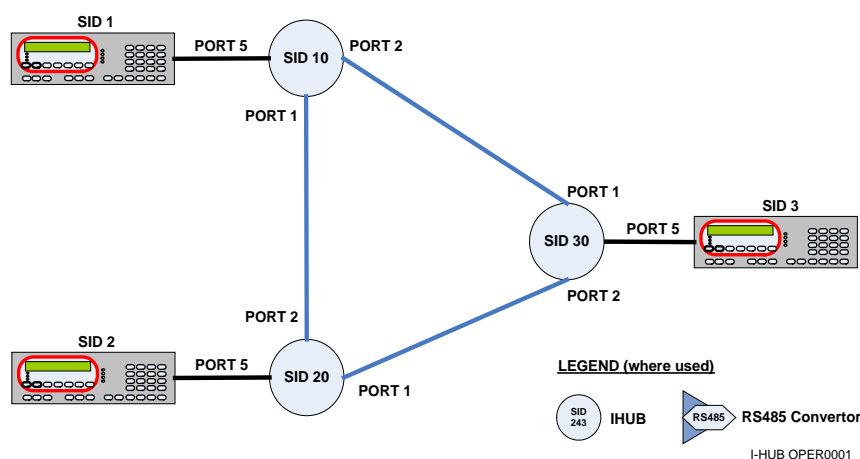 SID 1
PORT 5
SID 10
PORT 2
PORT 1
PORT 1
SID 3
SID 30
PORT 5
PORT 2
PORT 2
SID 2
PORT 5
SID 20
PORT 1
LEGEND (where used)
SID
243
IHUB
RS485
RS485 Convertor
I-HUB OPER0001